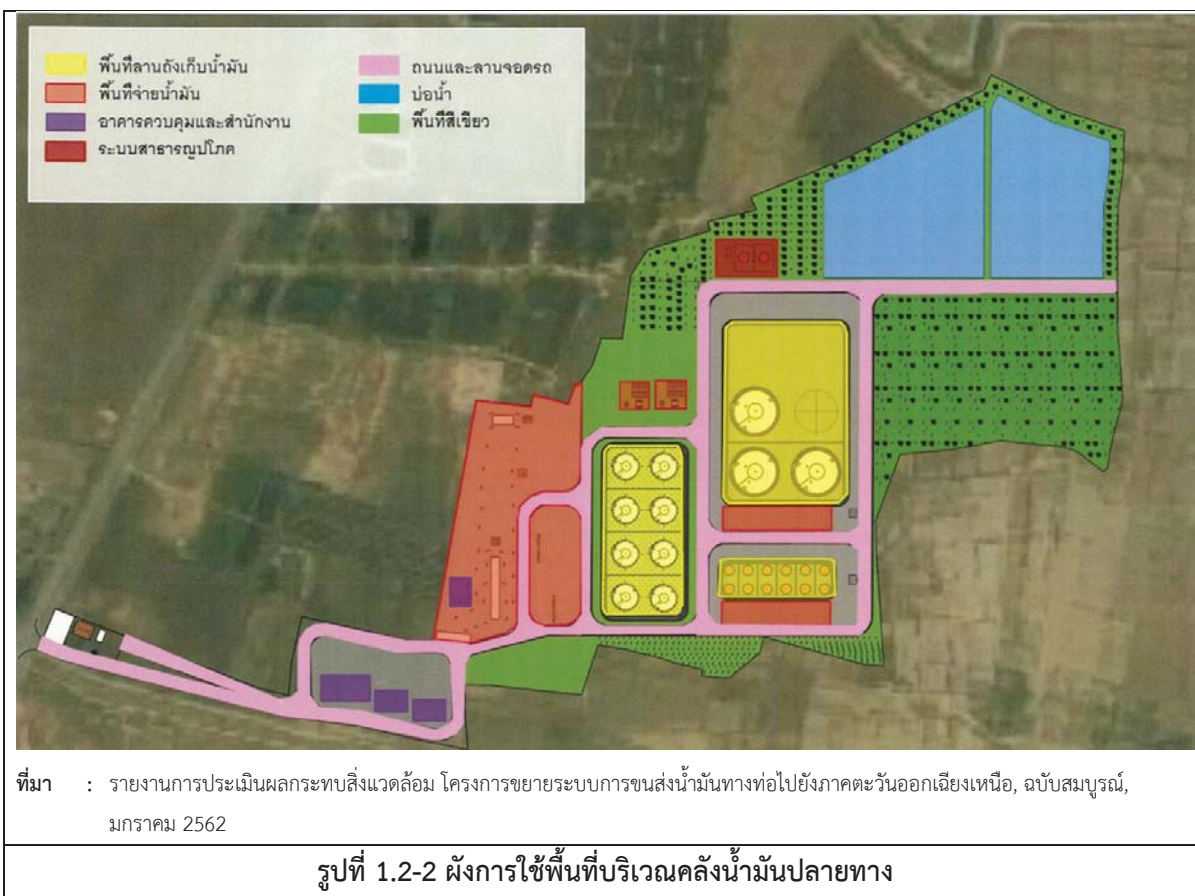 พื้นที่ลานถังเก็บน้ำมัน
พื้นที่จ่ายน้ำมัน
อาคารควบคุมและสำนักงาน
ระบบสาธารณูปโภค
ถนนและลานจอดรถ
บ่อน้ำ
พื้นที่สีเขียว
ที่มา : รายงานการประเมินผลกระทบสิ่งแวดล้อม โครงการขยายระบบการขนส่งน้ำมันทางท่อไปยังภาคตะวันออกเฉียงเหนือ, ฉบับสมบูรณ์,
มกราคม 2562
รูปที่ 1.2-2 ผังการใช้พื้นที่บริเวณคลังน้ำมันปลายทาง